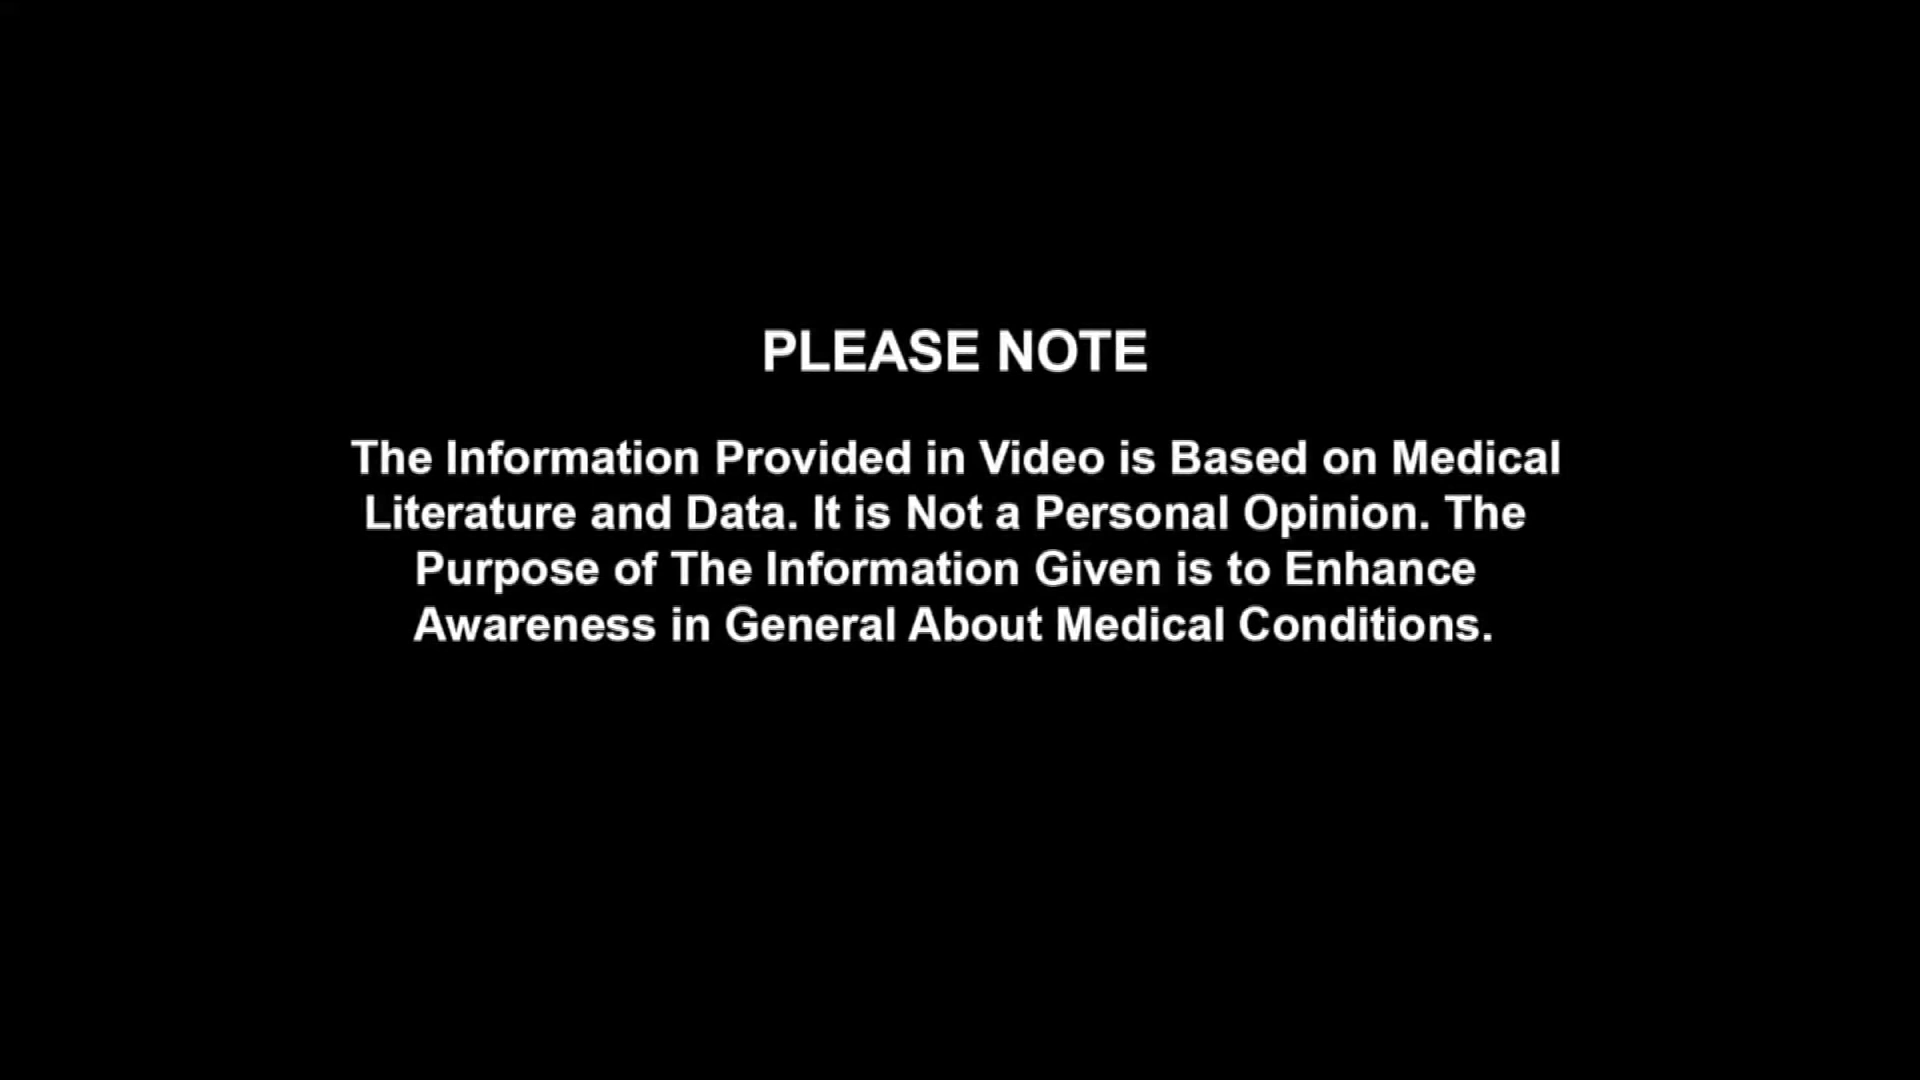 PLEASE NOTE
The Information Provided in Video is Based on Medical
Literature and Data. It is Not a Personal Opinion. The
Purpose of The Information Given is to Enhance
Awareness in General About Medical Conditions.